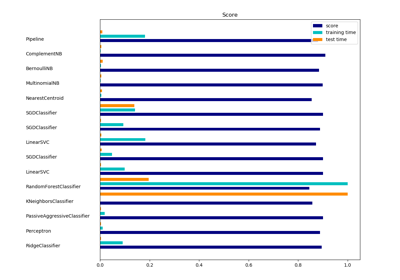 Score
score
training time
test time
Pipeline
ComplementNB
BernoulliNB
MultinomialNB
NearestCentroid
SGDClassifier
SGDClassifier
LinearSVC
SGDClassifier
LinearSVC
RandomForestClassifier
KNeighborsClassifier
PassiveAggressiveClassifier
Perceptron
RidgeClassifier
0.0 0.2 0.4 0.6 0.8 1.0